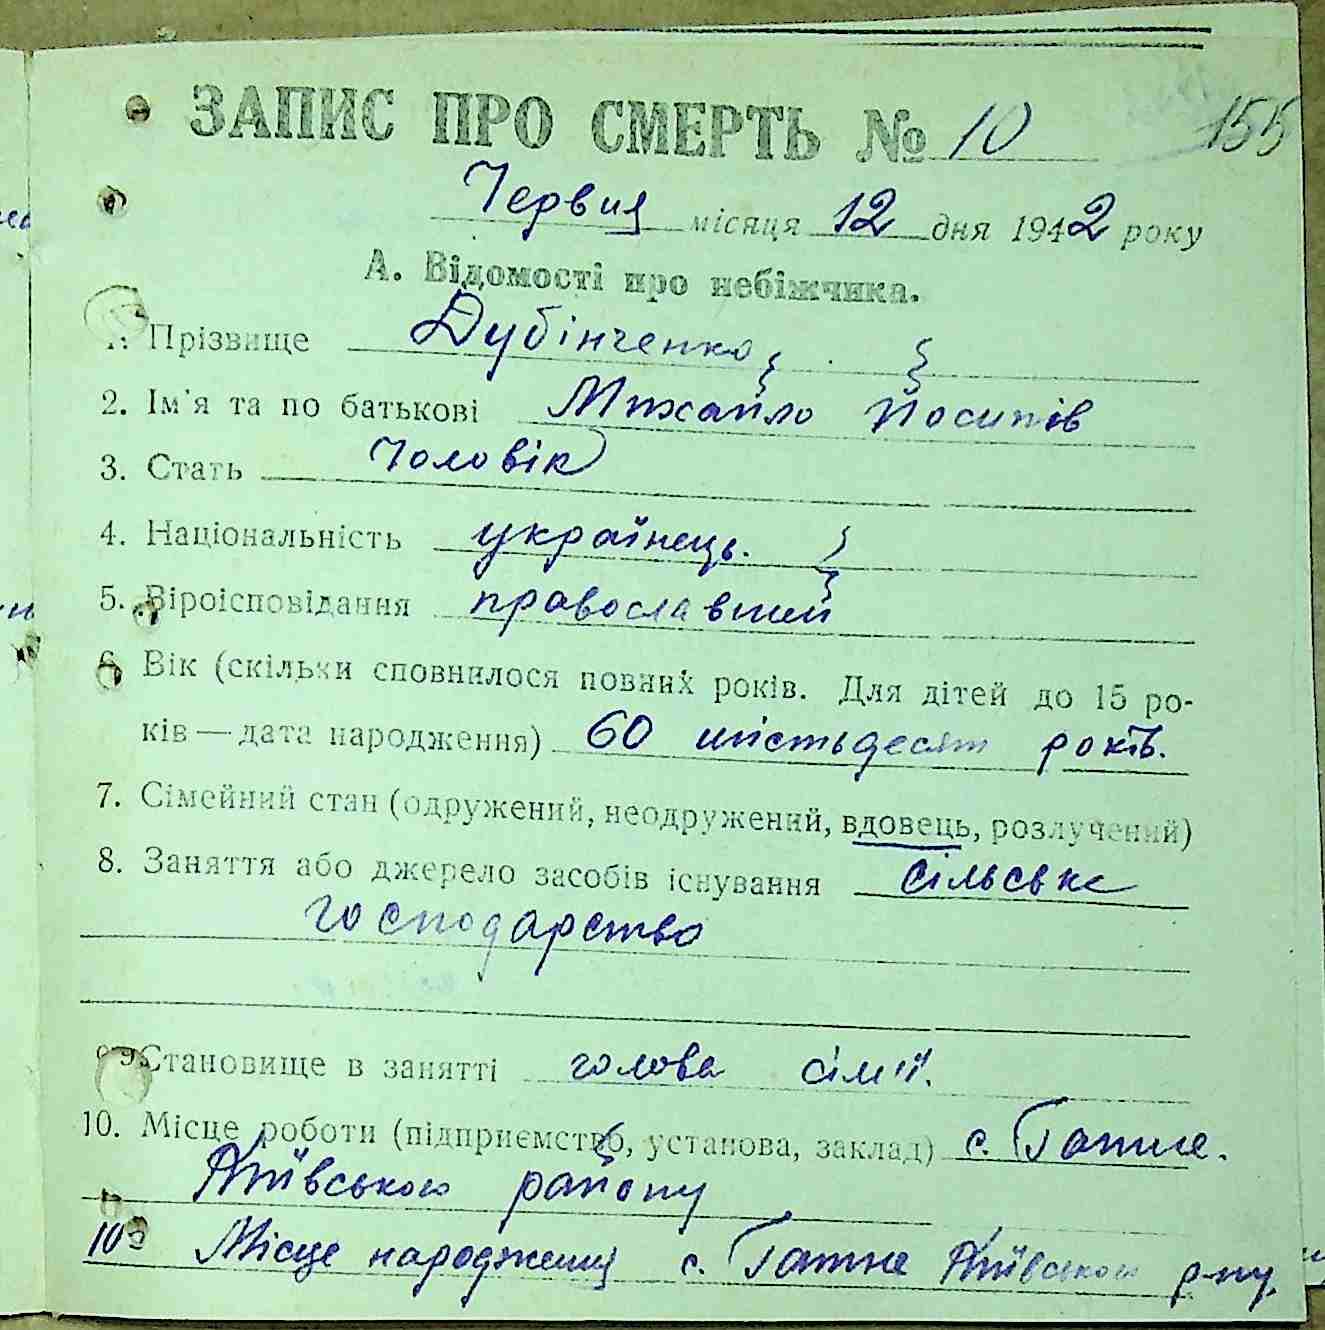 ЗАПИС ПРО СМЕРТЬ № 10 155
Червня місяця 12 дня 1942 року
А. Відомості про небіжчика.
1. Прізвище Дубінченко
2. Ім'я та по батькові Михайло Йосипів
3. Стать Чоловік
4. Національність українець.
5. Віроісповідання православний
6. Вік (скільки сповнилося повних років. Для дітей до 15 ро-
ків — дата народження) 60 шістьдесят років.
7. Сімейний стан (одружений, неодружений, вдовець, розлучений)
8. Заняття або джерело засобів існування сільське
господарство
9. Становище в занятті голова сім'ї.
10. Місце роботи (підприємство, установа, заклад) с. Гатне.
Київського району
10а Місце народження с. Гатне Київського р-ну.